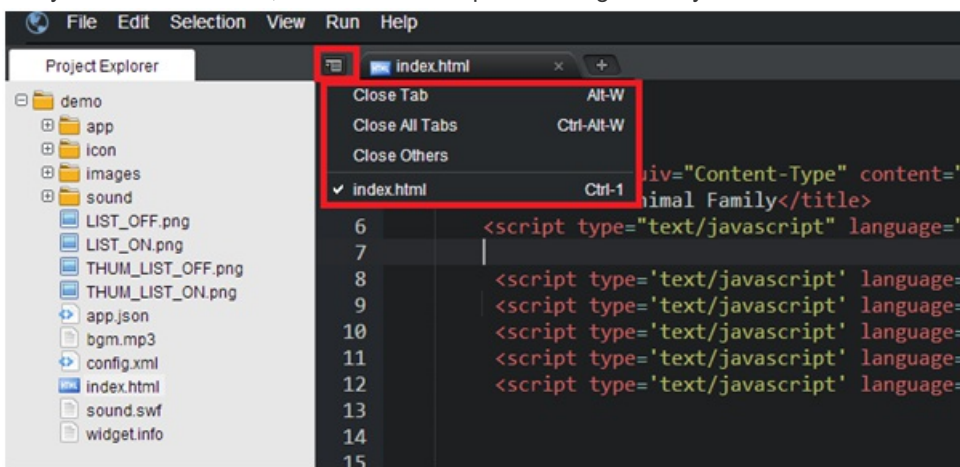 File Edit Selection View Run Help
Project Explorer
index.html × +
demo
app
icon
images
sound
LIST_OFF.png
LIST_ON.png
THUM_LIST_OFF.png
THUM_LIST_ON.png
app.json
bgm.mp3
config.xml
index.html
sound.swf
widget.info
Close Tab Alt-W
Close All Tabs Ctrl-Alt-W
Close Others
✔ index.html Ctrl-1
uiv="Content-Type" content="
nimal Family</title>
6 <script type="text/javascript" language="
7
8 <script type='text/javascript' language=
9 <script type='text/javascript' language=
10 <script type='text/javascript' language=
11 <script type='text/javascript' language=
12 <script type='text/javascript' language=
13
14
15